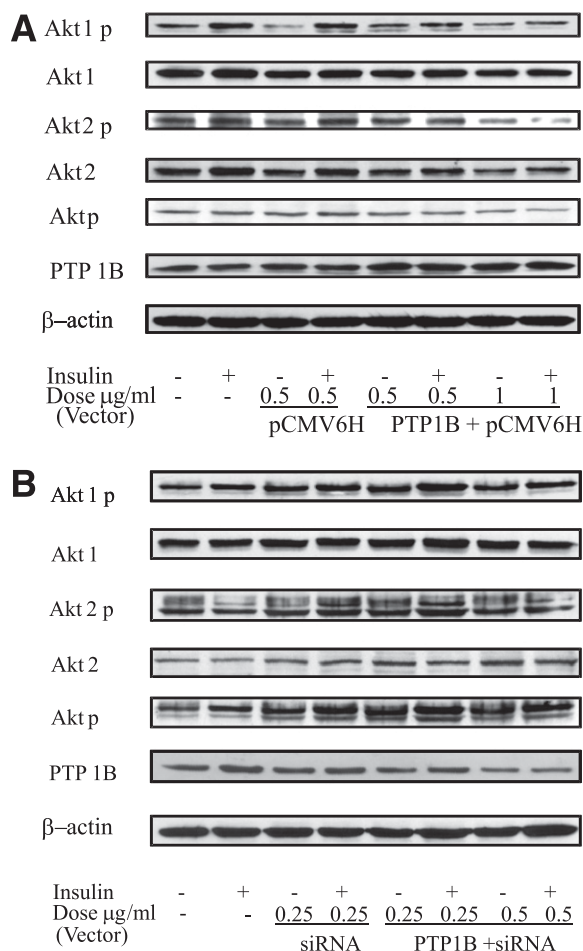 A
Akt1 p
Akt1
Akt2 p
Akt2
Aktp
PTP 1B
β–actin
Insulin - + - + - + - +
Dose µg/ml - - 0.5 0.5 0.5 0.5 1 1
(Vector) pCMV6H PTP1B + pCMV6H
B
Akt 1 p
Akt 1
Akt 2 p
Akt 2
Akt p
PTP 1B
β–actin
Insulin - + - + - + - +
Dose µg/ml - - 0.25 0.25 0.25 0.25 0.5 0.5
(Vector) siRNA PTP1B +siRNA